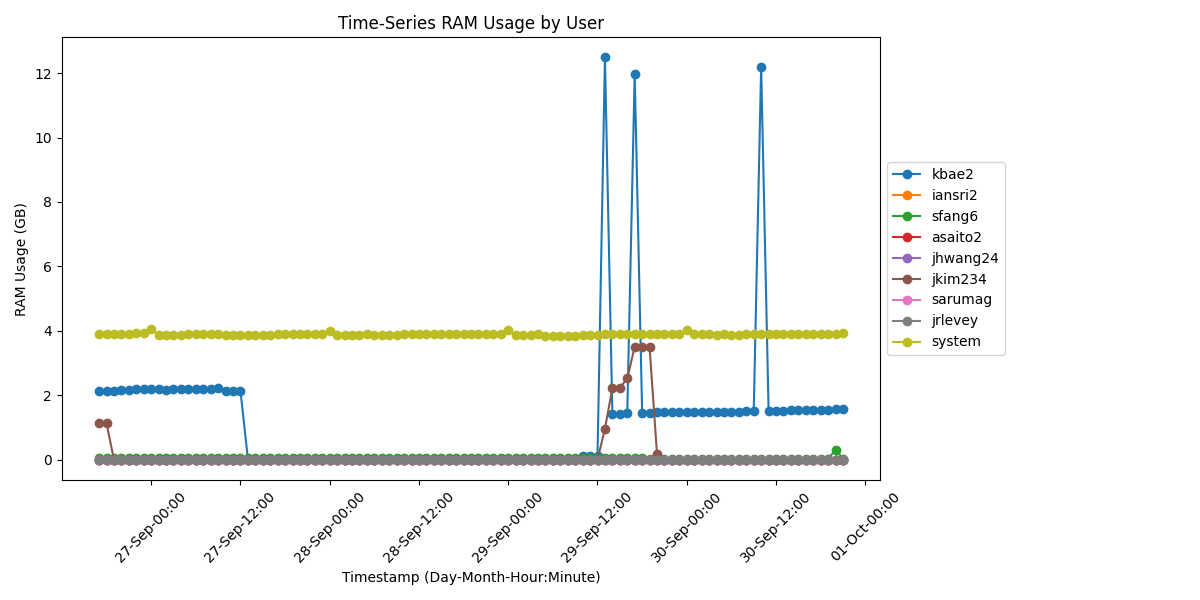 Time-Series RAM Usage by User
RAM Usage (GB)
12
10
8
6
4
2
0
27-Sep-00:00
27-Sep-12:00
28-Sep-00:00
28-Sep-12:00
29-Sep-00:00
29-Sep-12:00
30-Sep-00:00
30-Sep-12:00
01-Oct-00:00
Timestamp (Day-Month-Hour:Minute)
kbae2
iansri2
sfang6
asaito2
jhwang24
jkim234
sarumag
jrlevey
system